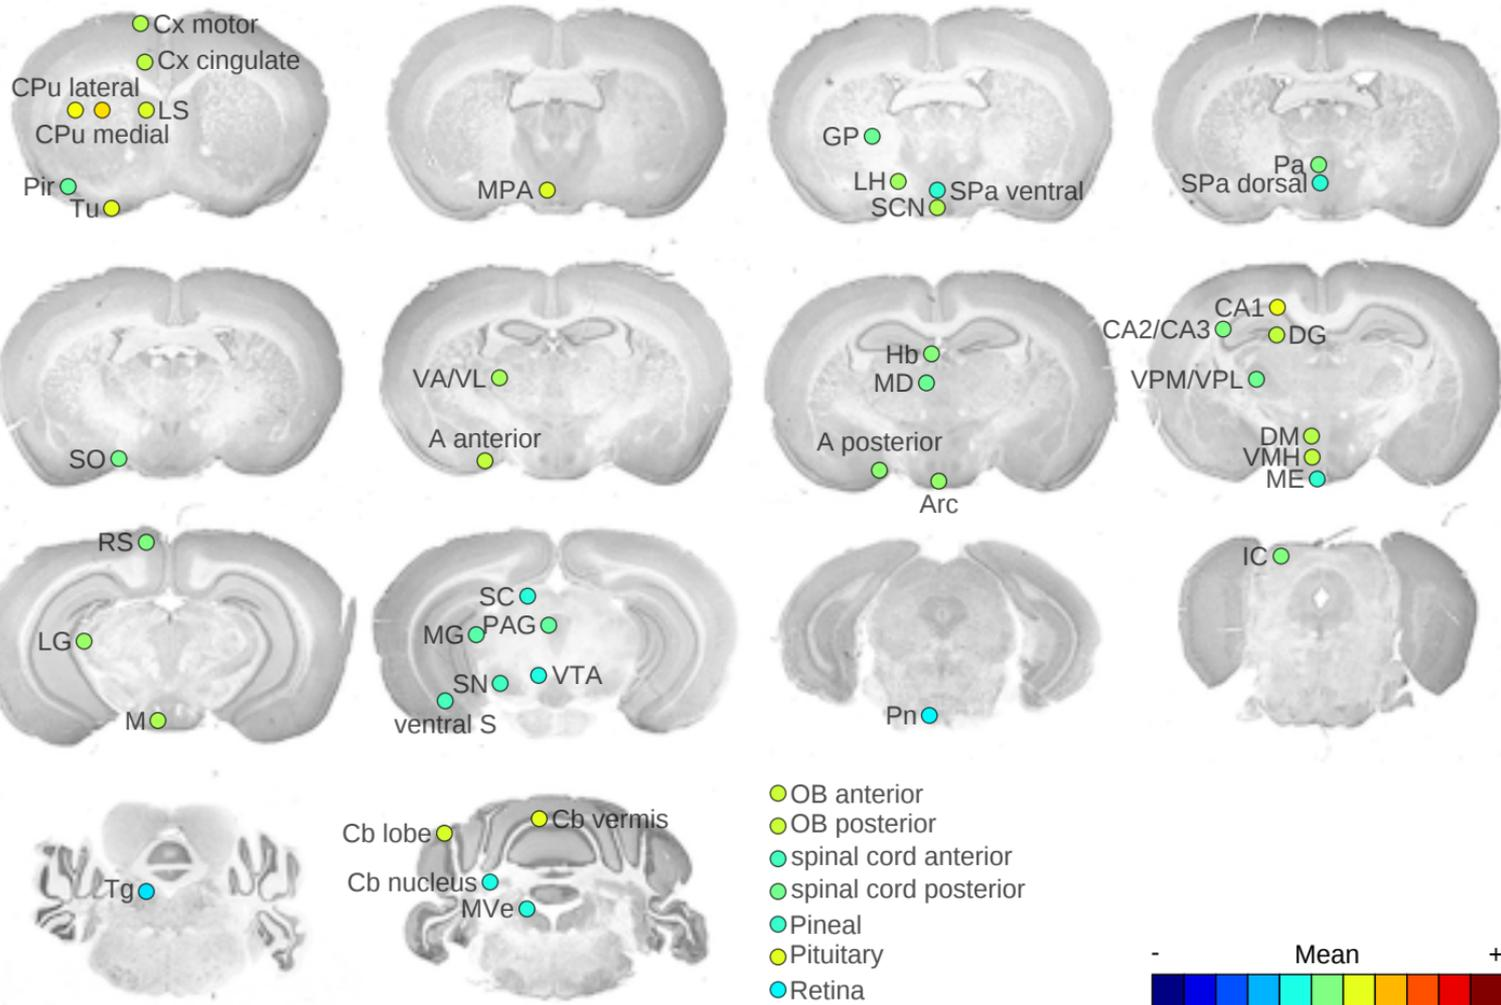 Cx motor
Cx cingulate
CPu lateral
LS
CPu medial
Pir
Tu
MPA
GP
LH
SPa ventral
SCN
Pa
SPa dorsal
SO
VA/VL
A anterior
Hb
MD
A posterior
Arc
CA1
CA2/CA3
DG
VPM/VPL
DM
VMH
ME
RS
LG
M
SC
PAG
MG
VTA
SN
ventral S
Pn
IC
Tg
Cb vermis
Cb lobe
Cb nucleus
MVe
OB anterior
OB posterior
spinal cord anterior
spinal cord posterior
Pineal
Pituitary
Retina
- Mean +